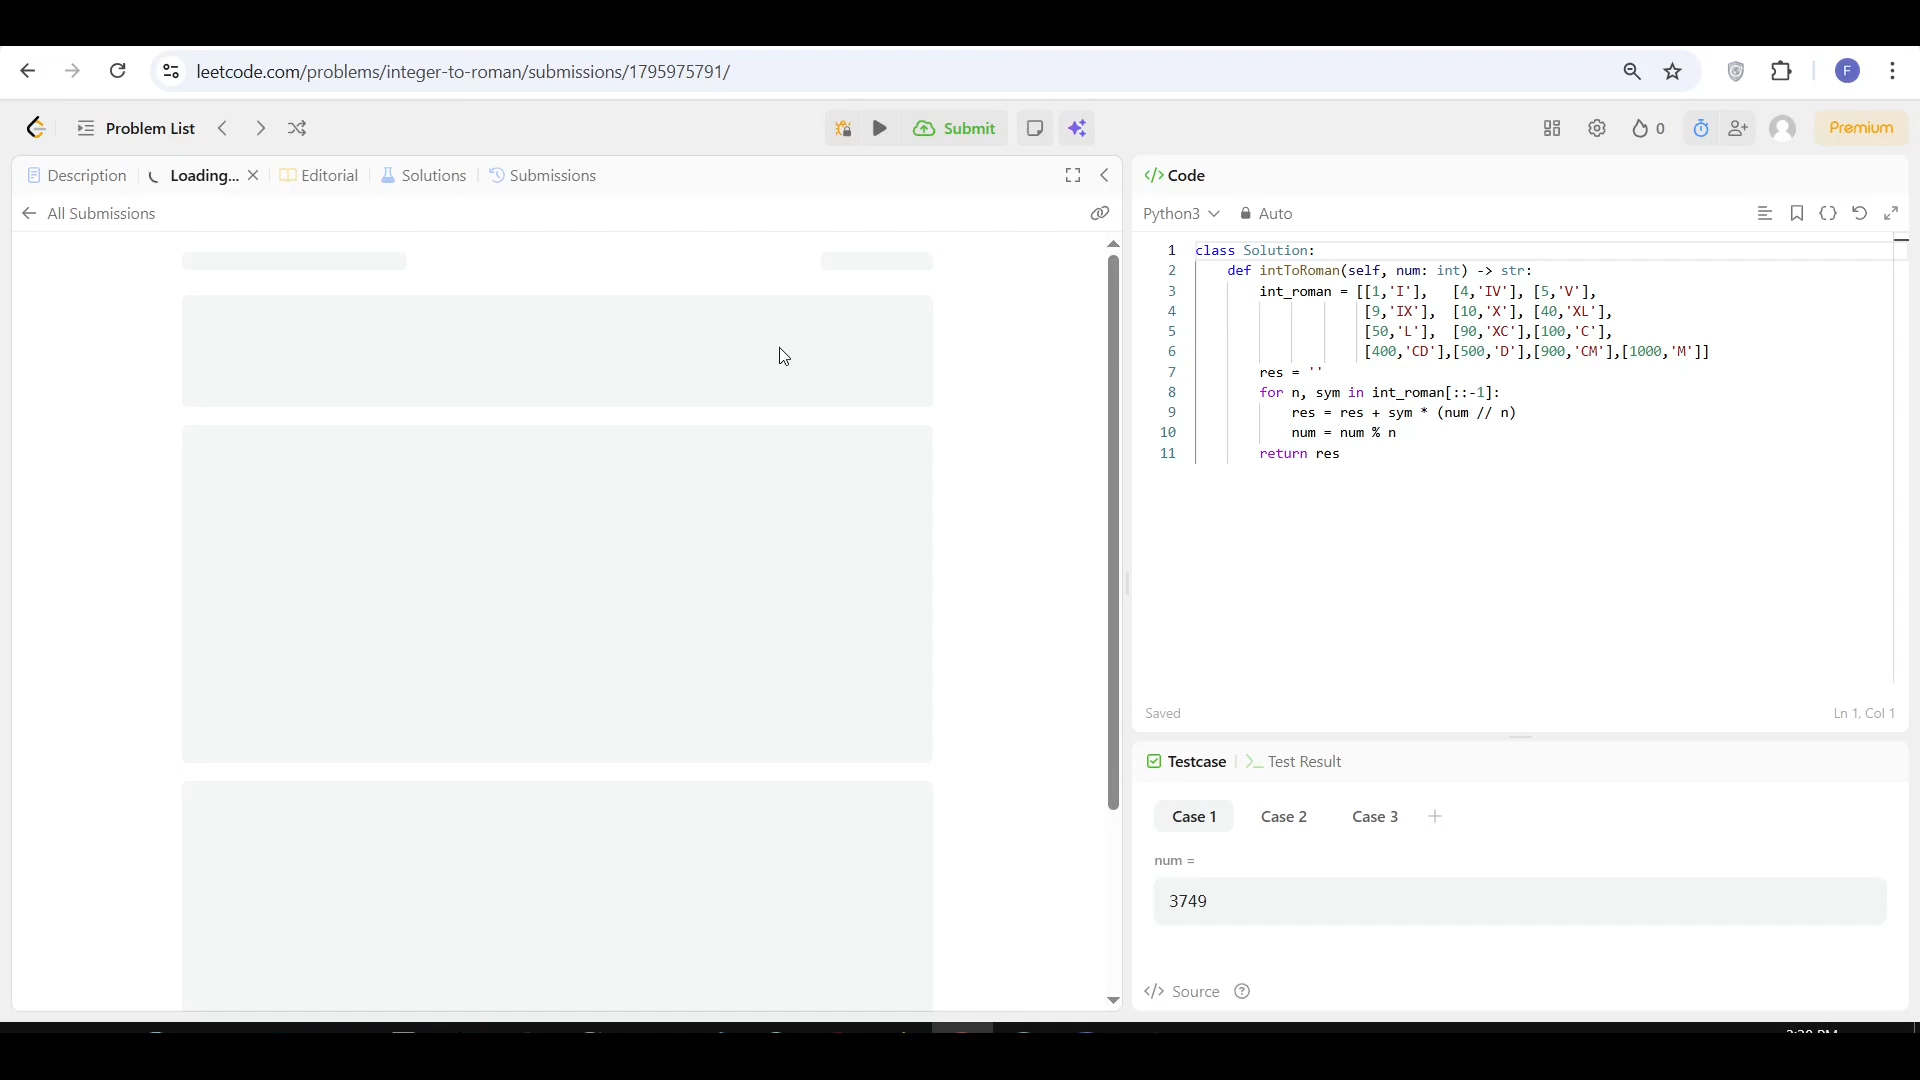 leetcode.com/problems/integer-to-roman/submissions/1795975791/
F
Problem List
Submit
0
Premium
Description
Loading...
Editorial
Solutions
Submissions
All Submissions
</> Code
Python3
Auto
1 class Solution:
2 def intToRoman(self, num: int) -> str:
3 int_roman = [[1,'I'], [4,'IV'], [5,'V'],
4 [9,'IX'], [10,'X'], [40,'XL'],
5 [50,'L'], [90,'XC'],[100,'C'],
6 [400,'CD'],[500,'D'],[900,'CM'],[1000,'M']]
7 res = ''
8 for n, sym in int_roman[::-1]:
9 res = res + sym * (num // n)
10 num = num % n
11 return res
Saved
Ln 1, Col 1
Testcase
Test Result
Case 1
Case 2
Case 3
+
num =
3749
</> Source